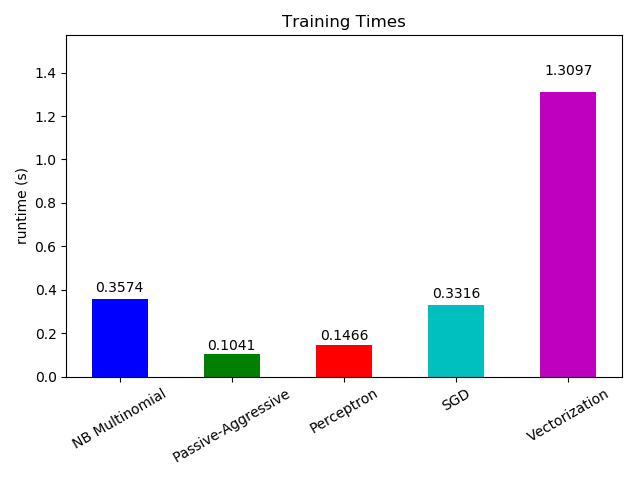 Training Times
runtime (s)
1.4
1.2
1.0
0.8
0.6
0.4
0.2
0.0
0.3574
0.1041
0.1466
0.3316
1.3097
NB Multinomial
Passive-Aggressive
Perceptron
SGD
Vectorization